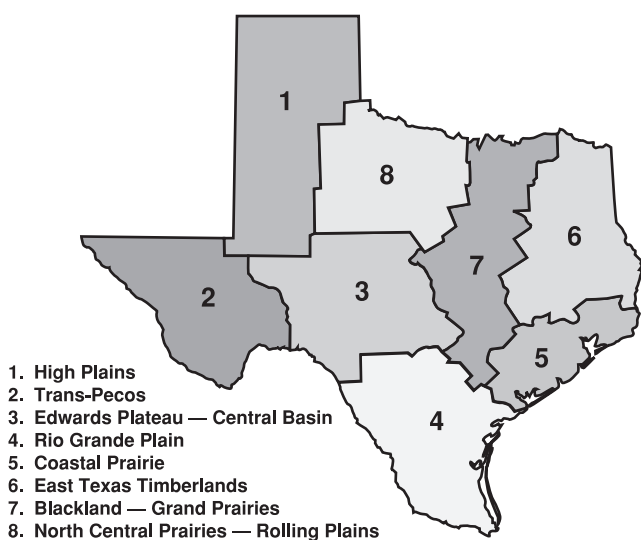 1
8
6
7
3
2
5
4
1. High Plains
2. Trans-Pecos
3. Edwards Plateau — Central Basin
4. Rio Grande Plain
5. Coastal Prairie
6. East Texas Timberlands
7. Blackland — Grand Prairies
8. North Central Prairies — Rolling Plains